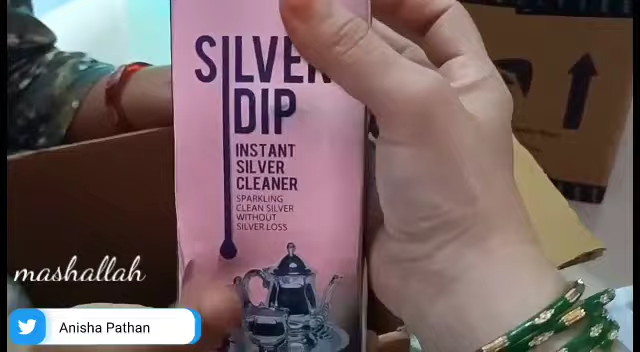 SILVER
DIP
INSTANT
SILVER
CLEANER
SPARKLING
CLEAN SILVER
WITHOUT
SILVER LOSS
mashallah
Anisha Pathan